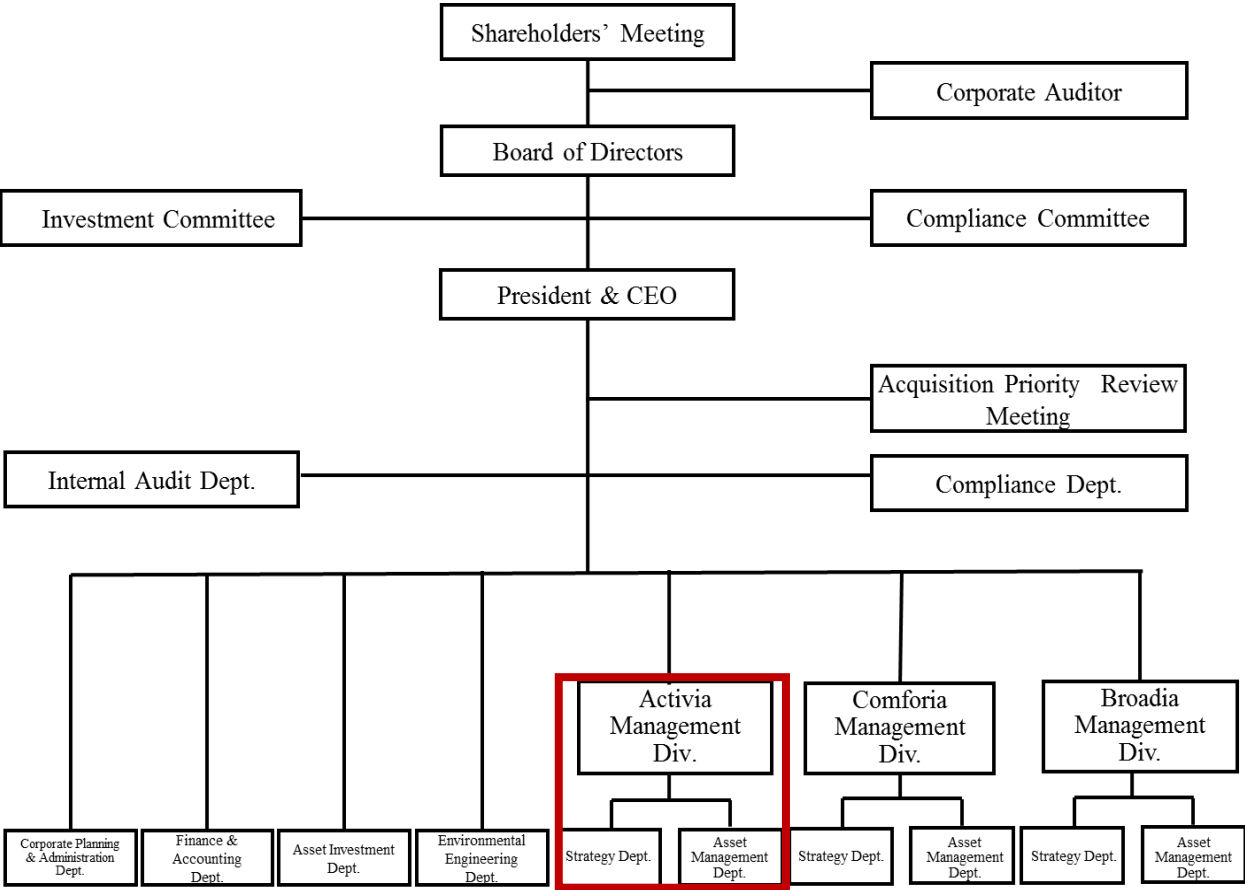 Shareholders’ Meeting
Corporate Auditor
Board of Directors
Investment Committee
Compliance Committee
President & CEO
Acquisition Priority Review
Meeting
Internal Audit Dept.
Compliance Dept.
Activia
Management
Div.
Comforia
Management
Div.
Broadia
Management
Div.
Corporate Planning
& Administration
Dept.
Finance &
Accounting
Dept.
Asset Investment
Dept.
Environmental
Engineering
Dept.
Strategy Dept.
Asset
Management
Dept.
Strategy Dept.
Asset
Management
Dept.
Strategy Dept.
Asset
Management
Dept.